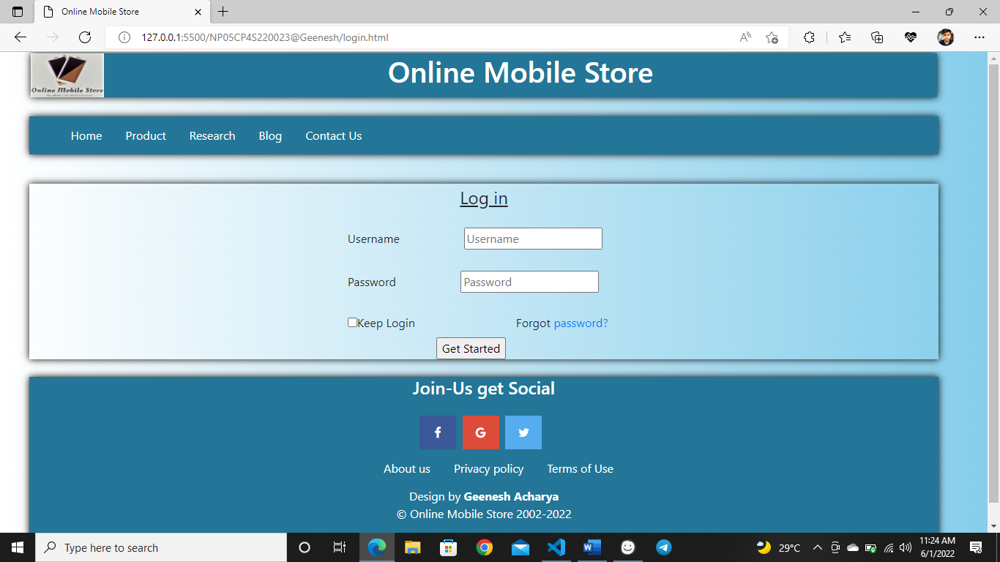 Online Mobile Store
127.0.0.1:5500/NP05CP4S220023@Geenesh/login.html
Online Mobile Store
Online Mobile Store
Home Product Research Blog Contact Us
Log in
Username Username
Password Password
Keep Login Forgot password?
Get Started
Join-Us get Social
f G
About us Privacy policy Terms of Use
Design by Geenesh Acharya
© Online Mobile Store 2002-2022
Type here to search
29°C
11:24 AM
6/1/2022